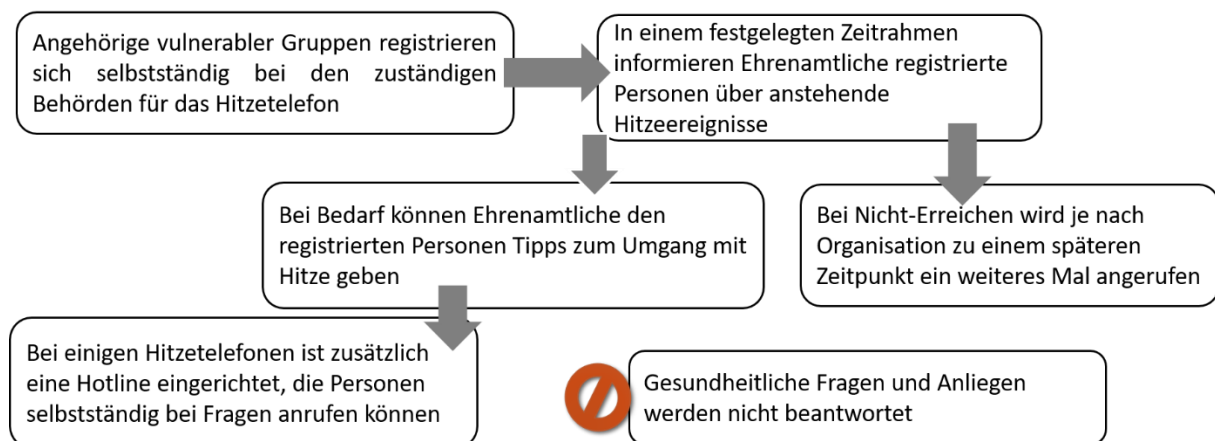 Angehörige vulnerabler Gruppen registrieren
sich selbstständig bei den zuständigen
Behörden für das Hitzetelefon
In einem festgelegten Zeitrahmen
informieren Ehrenamtliche registrierte
Personen über anstehende
Hitzeereignisse
Bei Bedarf können Ehrenamtliche den
registrierten Personen Tipps zum Umgang mit
Hitze geben
Bei Nicht-Erreichen wird je nach
Organisation zu einem späteren
Zeitpunkt ein weiteres Mal angerufen
Bei einigen Hitzetelefonen ist zusätzlich
eine Hotline eingerichtet, die Personen
selbstständig bei Fragen anrufen können
Gesundheitliche Fragen und Anliegen
werden nicht beantwortet